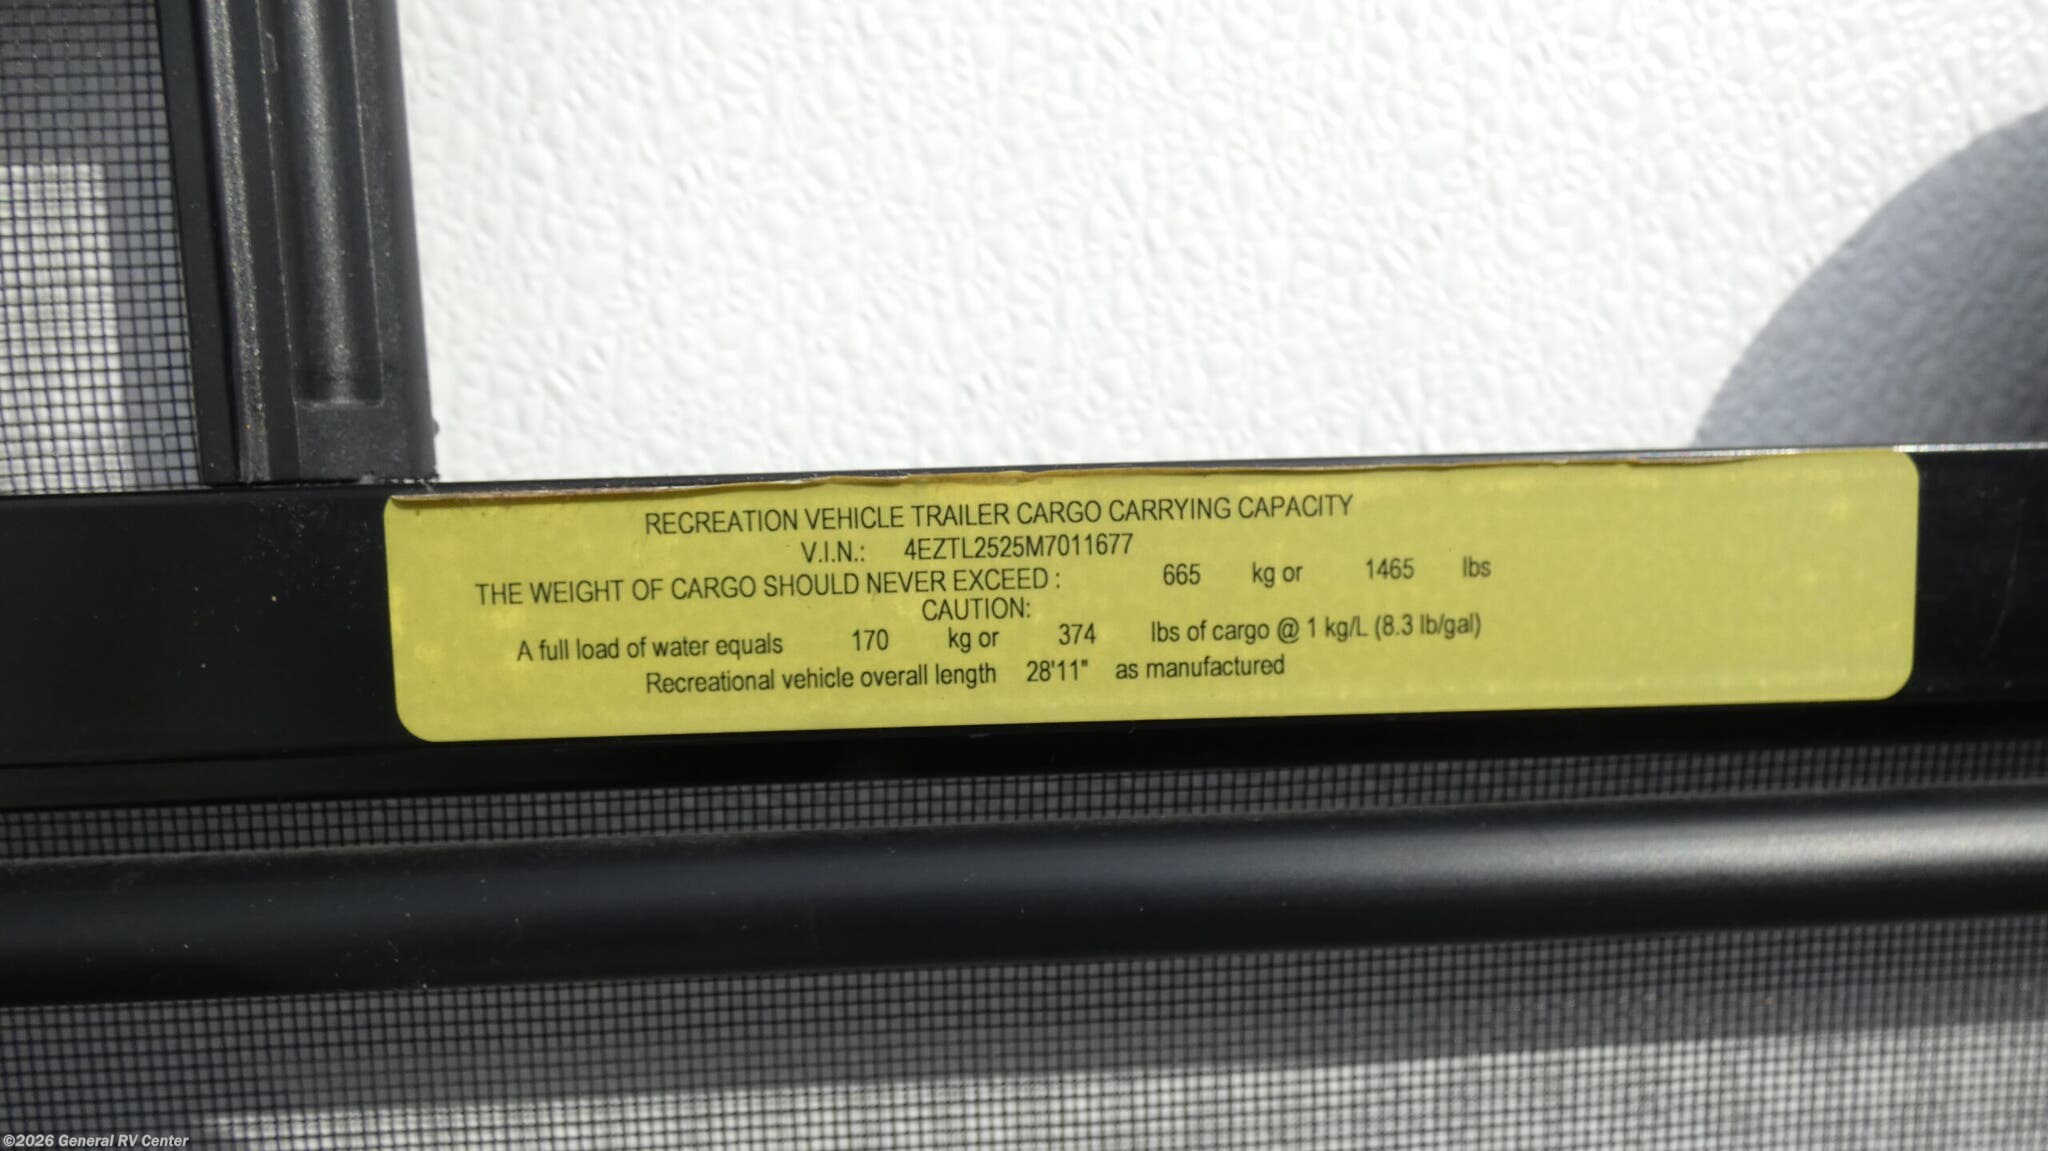 RECREATION VEHICLE TRAILER CARGO CARRYING CAPACITY
V.I.N.: 4EZTL2525M7011677
THE WEIGHT OF CARGO SHOULD NEVER EXCEED : 665 kg or 1465 lbs
CAUTION:
A full load of water equals 170 kg or 374 lbs of cargo @ 1 kg/L (8.3 lb/gal)
Recreational vehicle overall length 28'11" as manufactured
©2026 General RV Center